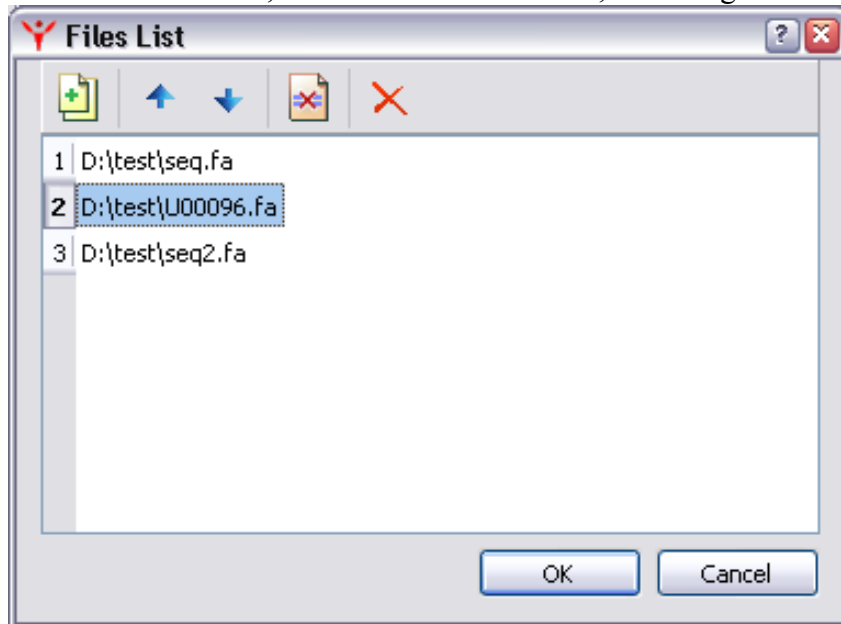 Files List
1 D:\test\seq.fa
2 D:\test\U00096.fa
3 D:\test\seq2.fa
OK Cancel